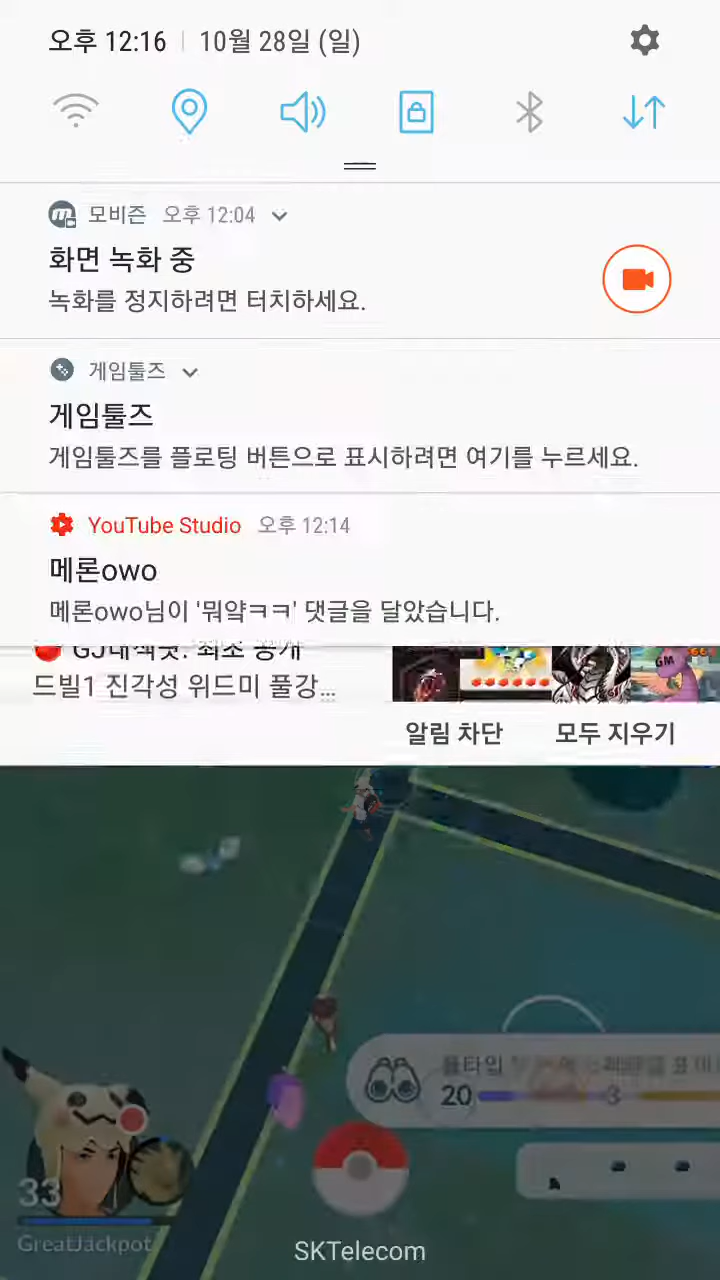 오후 12:16 | 10월 28일 (일)
모비즌 오후 12:04
화면 녹화 중
녹화를 정지하려면 터치하세요.
게임툴즈
게임툴즈
게임툴즈를 플로팅 버튼으로 표시하려면 여기를 누르세요.
YouTube Studio 오후 12:14
메론owo
메론owo님이 '뭐얔ㅋㅋ' 댓글을 달았습니다.
최초 공개
드빌1 진각성 위드미 풀강...
GM
알림 차단 모두 지우기
20
3
33
GreatJackpot
SKTelecom